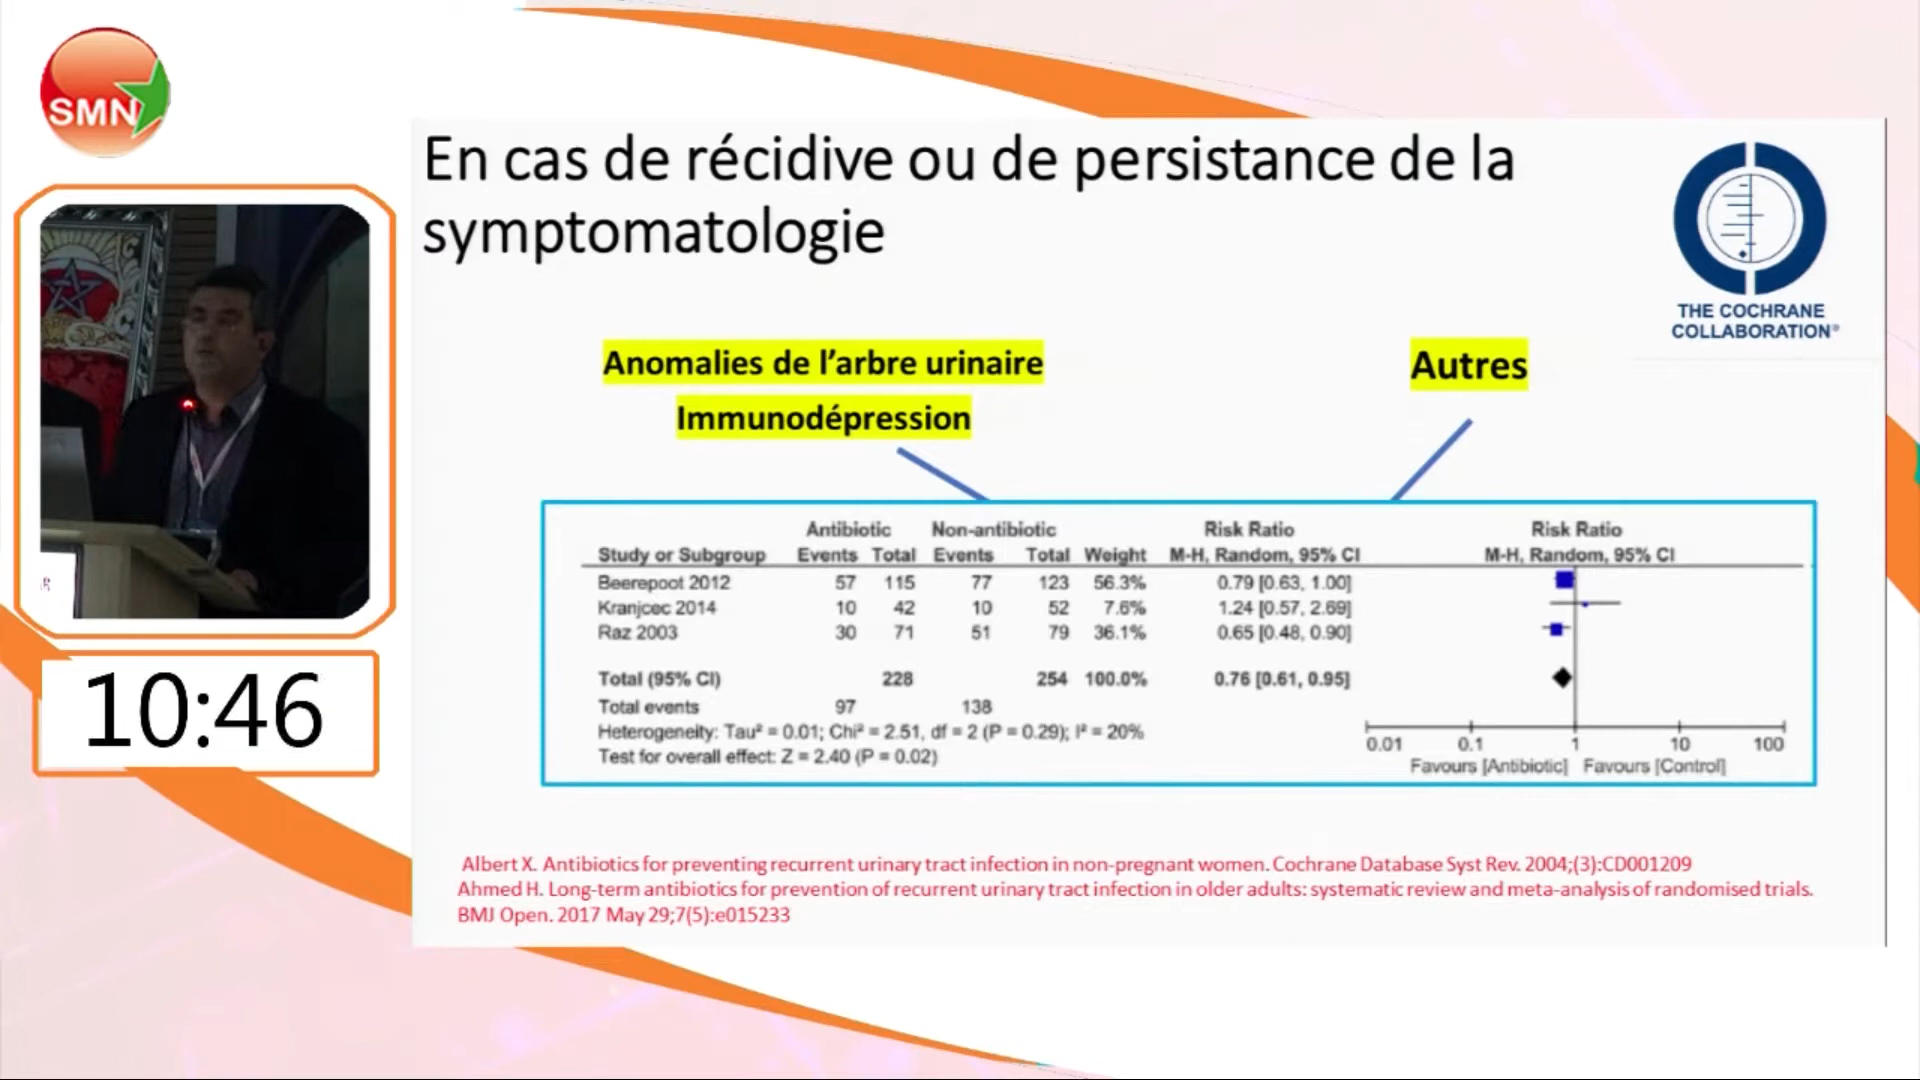 SMN
10:46
En cas de récidive ou de persistance de la
symptomatologie
THE COCHRANE
COLLABORATION®
Anomalies de l'arbre urinaire
Immunodépression
Autres
Antibiotic Non-antibiotic Risk Ratio Risk Ratio
Study or Subgroup Events Total Events Total Weight M-H, Random, 95% CI M-H, Random, 95% CI
Beerepoot 2012 57 115 77 123 56.3% 0.79 [0.63, 1.00]
Kranjcec 2014 10 42 10 52 7.6% 1.24 [0.57, 2.69]
Raz 2003 30 71 51 79 36.1% 0.65 [0.48, 0.90]
Total (95% CI) 228 254 100.0% 0.76 [0.61, 0.95]
Total events 97 138
Heterogeneity: Tau² = 0.01; Chi² = 2.51, df = 2 (P = 0.29); I² = 20%
Test for overall effect: Z = 2.40 (P = 0.02)
0.01 0.1 1 10 100
Favours [Antibiotic] Favours [Control]
Albert X. Antibiotics for preventing recurrent urinary tract infection in non-pregnant women. Cochrane Database Syst Rev. 2004;(3):CD001209
Ahmed H. Long-term antibiotics for prevention of recurrent urinary tract infection in older adults: systematic review and meta-analysis of randomised trials.
BMJ Open. 2017 May 29;7(5):e015233